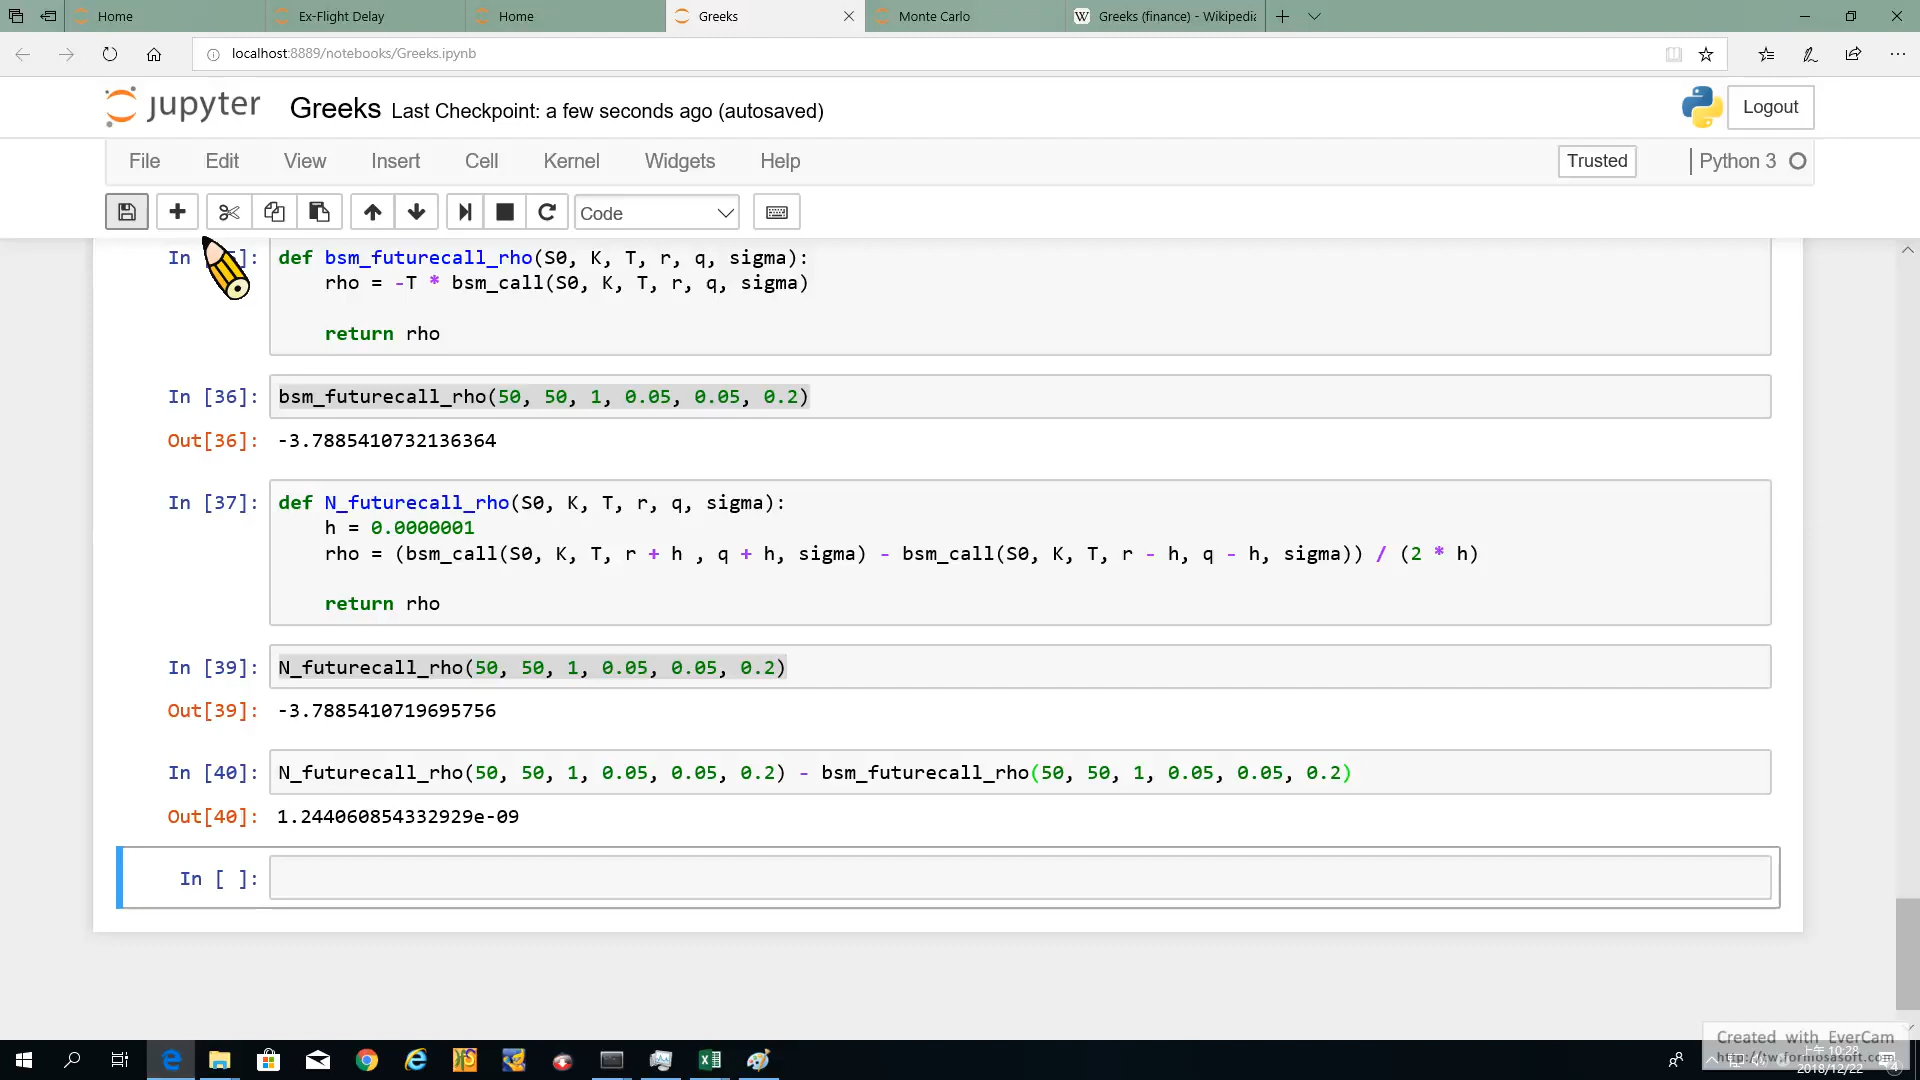 Home
Ex-Flight Delay
Home
Greeks
Monte Carlo
Greeks (finance) - Wikipedia
localhost:8889/notebooks/Greeks.ipynb
jupyter Greeks Last Checkpoint: a few seconds ago (autosaved)
Logout
File Edit View Insert Cell Kernel Widgets Help
Trusted
Python 3
Code
In [35]: def bsm_futurecall_rho(S0, K, T, r, q, sigma):
rho = -T * bsm_call(S0, K, T, r, q, sigma)
return rho
In [36]: bsm_futurecall_rho(50, 50, 1, 0.05, 0.05, 0.2)
Out[36]: -3.7885410732136364
In [37]: def N_futurecall_rho(S0, K, T, r, q, sigma):
h = 0.0000001
rho = (bsm_call(S0, K, T, r + h , q + h, sigma) - bsm_call(S0, K, T, r - h, q - h, sigma)) / (2 * h)
return rho
In [39]: N_futurecall_rho(50, 50, 1, 0.05, 0.05, 0.2)
Out[39]: -3.7885410719695756
In [40]: N_futurecall_rho(50, 50, 1, 0.05, 0.05, 0.2) - bsm_futurecall_rho(50, 50, 1, 0.05, 0.05, 0.2)
Out[40]: 1.244060854332929e-09
In [ ]:
Created with EverCam
http://tw.formosasoft.com
上午 10:28
2018/12/22